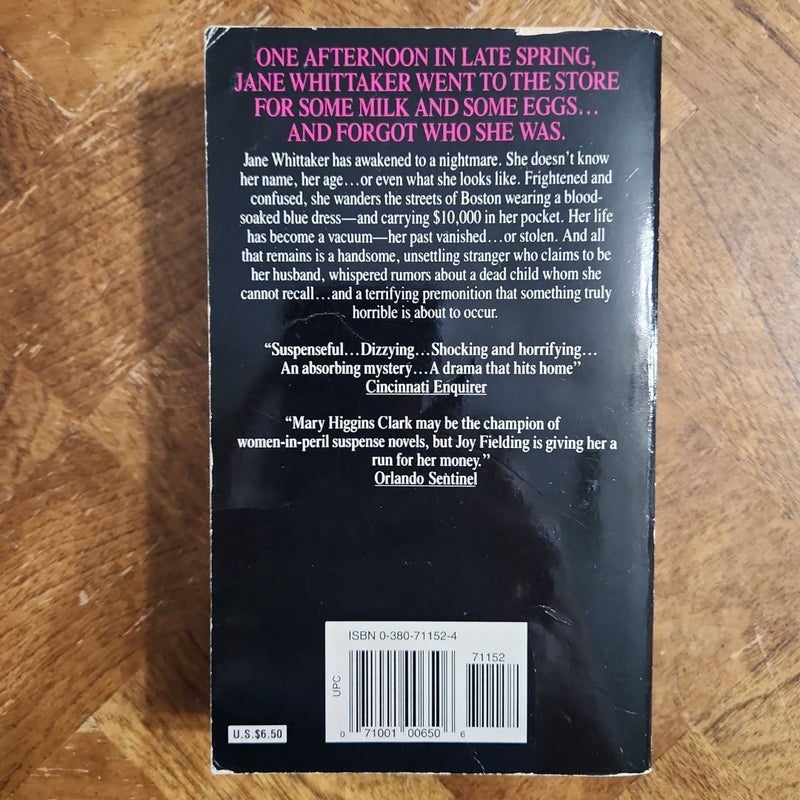 ONE AFTERNOON IN LATE SPRING,
JANE WHITTAKER WENT TO THE STORE
FOR SOME MILK AND SOME EGGS...
AND FORGOT WHO SHE WAS.
Jane Whittaker has awakened to a nightmare. She doesn't know
her name, her age...or even what she looks like. Frightened and
confused, she wanders the streets of Boston wearing a blood-
soaked blue dress—and carrying $10,000 in her pocket. Her life
has become a vacuum—her past vanished...or stolen. And all
that remains is a handsome, unsettling stranger who claims to be
her husband, whispered rumors about a dead child whom she
cannot recall...and a terrifying premonition that something truly
horrible is about to occur.
“Suspenseful...Dizzying...Shocking and horrifying...
An absorbing mystery...A drama that hits home”
Cincinnati Enquirer
“Mary Higgins Clark may be the champion of
women-in-peril suspense novels, but Joy Fielding is giving her a
run for her money.”
Orlando Sentinel
ISBN 0-380-71152-4
71152
UPC
0 71001 00650 6
U.S.$6.50